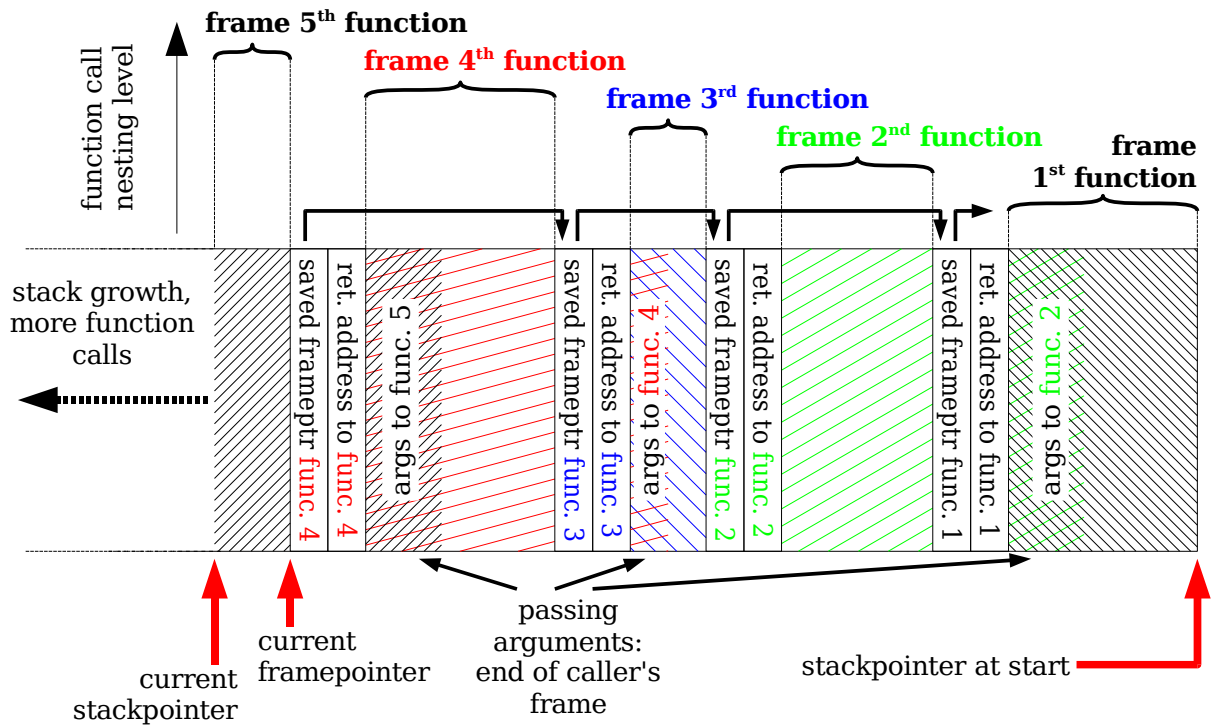 frame 5th function
frame 4th function
frame 3rd function
frame 2nd function
frame
1st function
function call
nesting level
stack growth,
more function
calls
saved frameptr func. 4
ret. address to func. 4
args to func. 5
saved frameptr func. 3
ret. address to func. 3
args to func. 4
saved frameptr func. 2
ret. address to func. 2
saved frameptr func. 1
ret. address to func. 1
args to func. 2
passing
arguments:
end of caller's
frame
current
framepointer
current
stackpointer
stackpointer at start